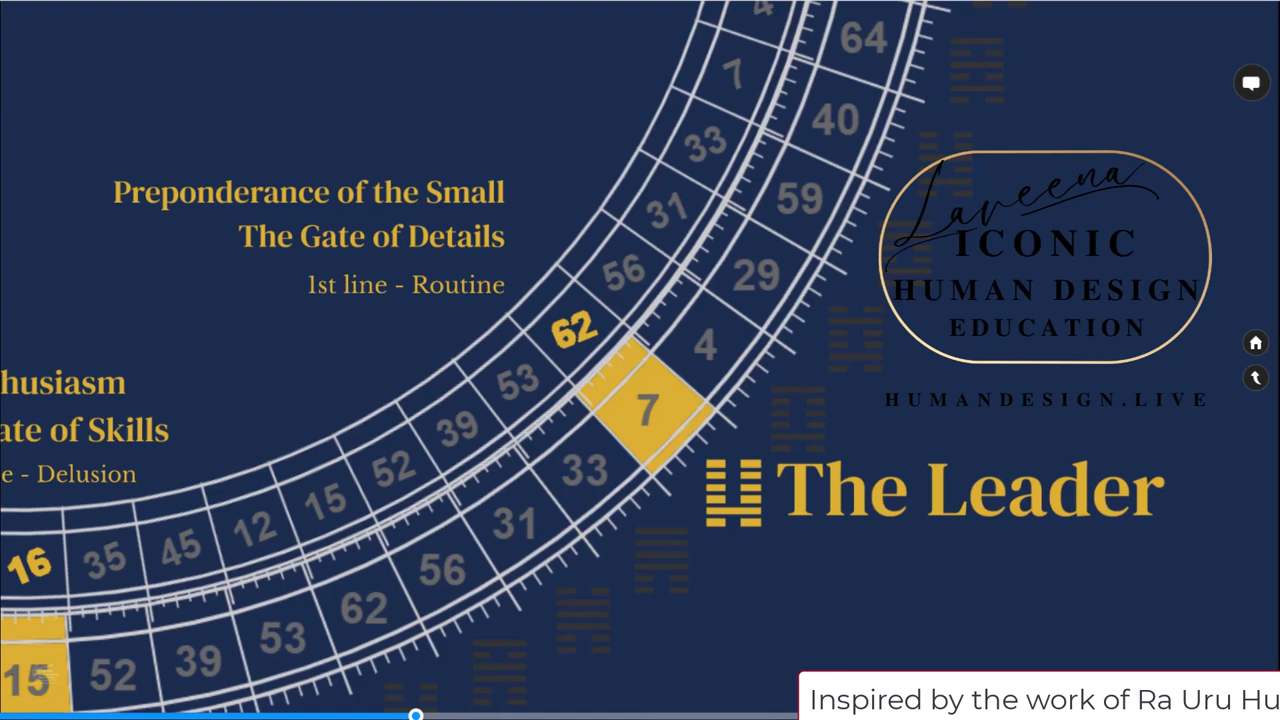 Preponderance of the Small
The Gate of Details
1st line - Routine
husiasm
ate of Skills
e - Delusion
4
7
33
31
56
62
53
39
52
15
12
45
35
16
64
40
59
29
4
7
33
31
56
62
53
39
52
15
Laveena
ICONIC
HUMAN DESIGN
EDUCATION
HUMANDESIGN.LIVE
The Leader
Inspired by the work of Ra Uru Hu